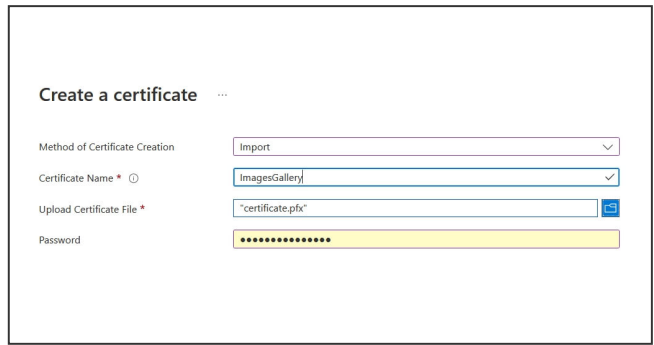 Create a certificate ...
Method of Certificate Creation Import
Certificate Name * ImagesGallery
Upload Certificate File * "certificate.pfx"
Password ●●●●●●●●●●●●●●●